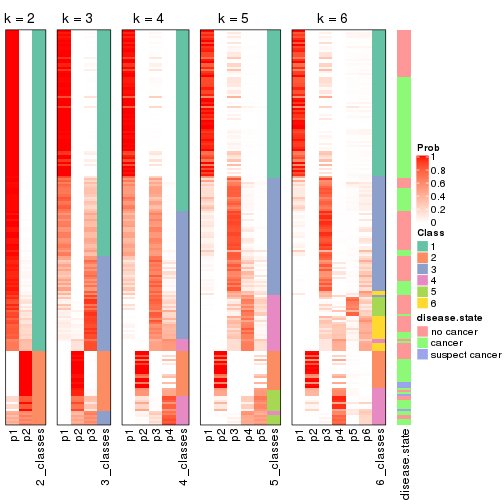 k = 2 k = 3 k = 4 k = 5 k = 6
Prob
1
0.8
0.6
0.4
0.2
0
Class
1
2
3
4
5
6
disease.state
no cancer
cancer
suspect cancer
p1 p2 2_classes p1 p2 p3 3_classes p1 p2 p3 p4 4_classes p1 p2 p3 p4 p5 5_classes p1 p2 p3 p4 p5 p6 6_classes disease.state